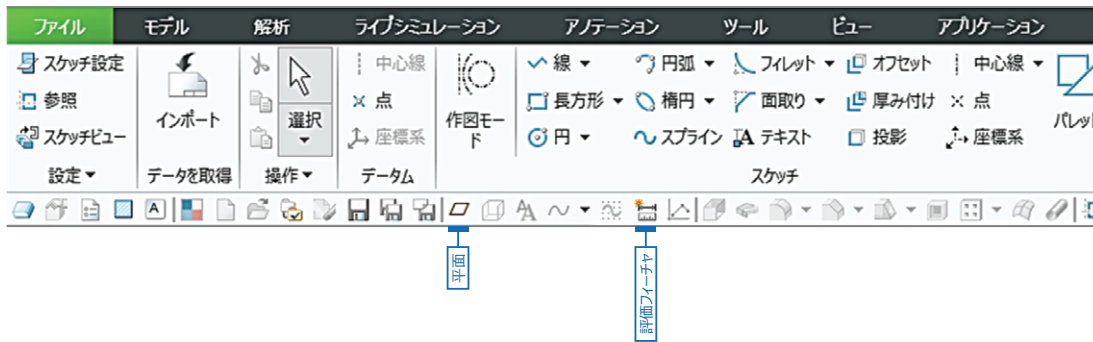 ファイル モデル 解析 ライブシミュレーション アノテーション ツール ビュー アプリケーション
スケッチ設定 中心線 線 円弧 フィレット オフセット 中心線
参照 点 長方形 楕円 面取り 厚み付け 点
インポート 選択 作図モー
ド パレッ
スケッチビュー 座標系 円 スプライン テキスト 投影 座標系
設定 データを取得 操作 データム スケッチ
平面
評価フィーチャ